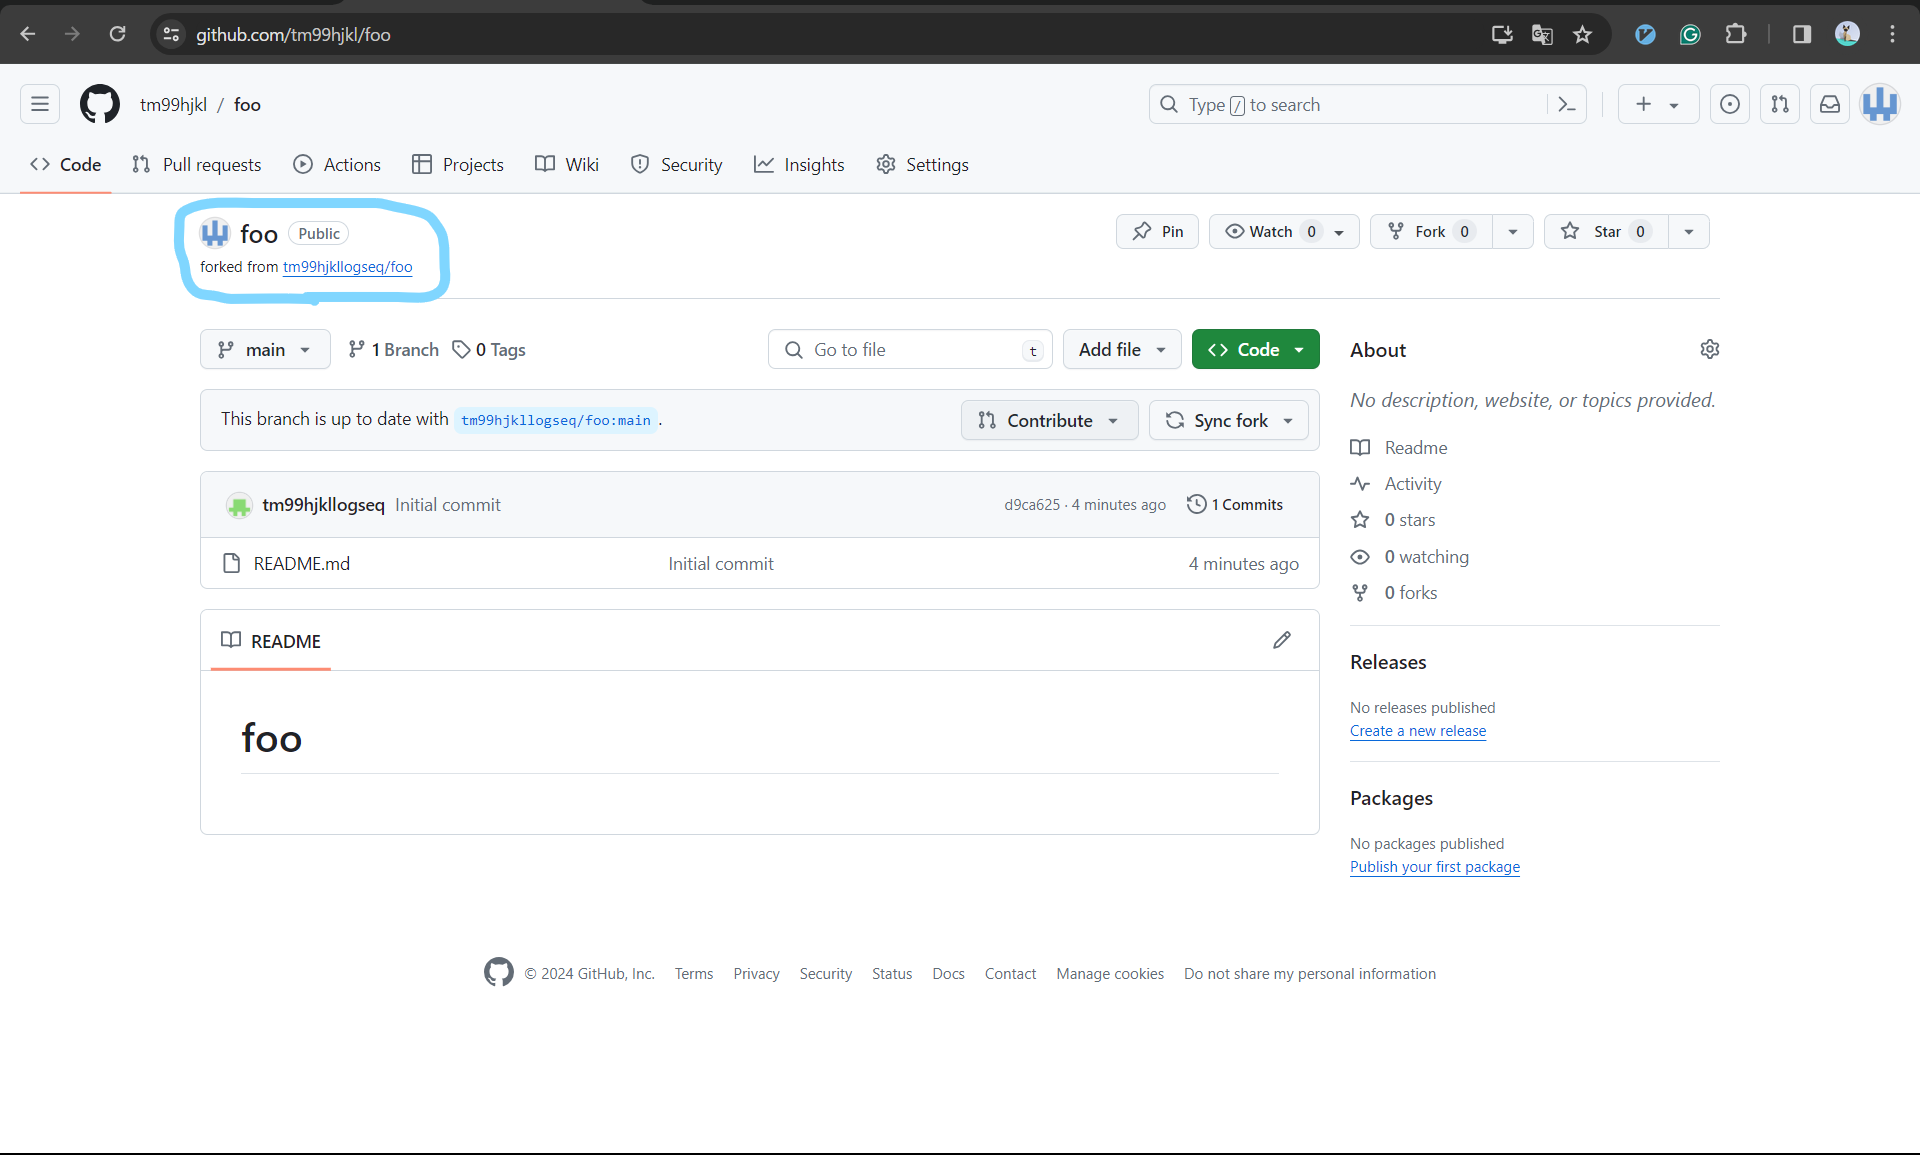 github.com/tm99hjkl/foo
tm99hjkl / foo
Type / to search
Code Pull requests Actions Projects Wiki Security Insights Settings
foo Public
forked from tm99hjkllogseq/foo
Pin Watch 0 Fork 0 Star 0
main 1 Branch 0 Tags
Go to file t Add file Code
This branch is up to date with tm99hjkllogseq/foo:main .
Contribute Sync fork
tm99hjkllogseq Initial commit d9ca625 · 4 minutes ago 1 Commits
README.md Initial commit 4 minutes ago
README
foo
About
No description, website, or topics provided.
Readme
Activity
0 stars
0 watching
0 forks
Releases
No releases published
Create a new release
Packages
No packages published
Publish your first package
© 2024 GitHub, Inc. Terms Privacy Security Status Docs Contact Manage cookies Do not share my personal information